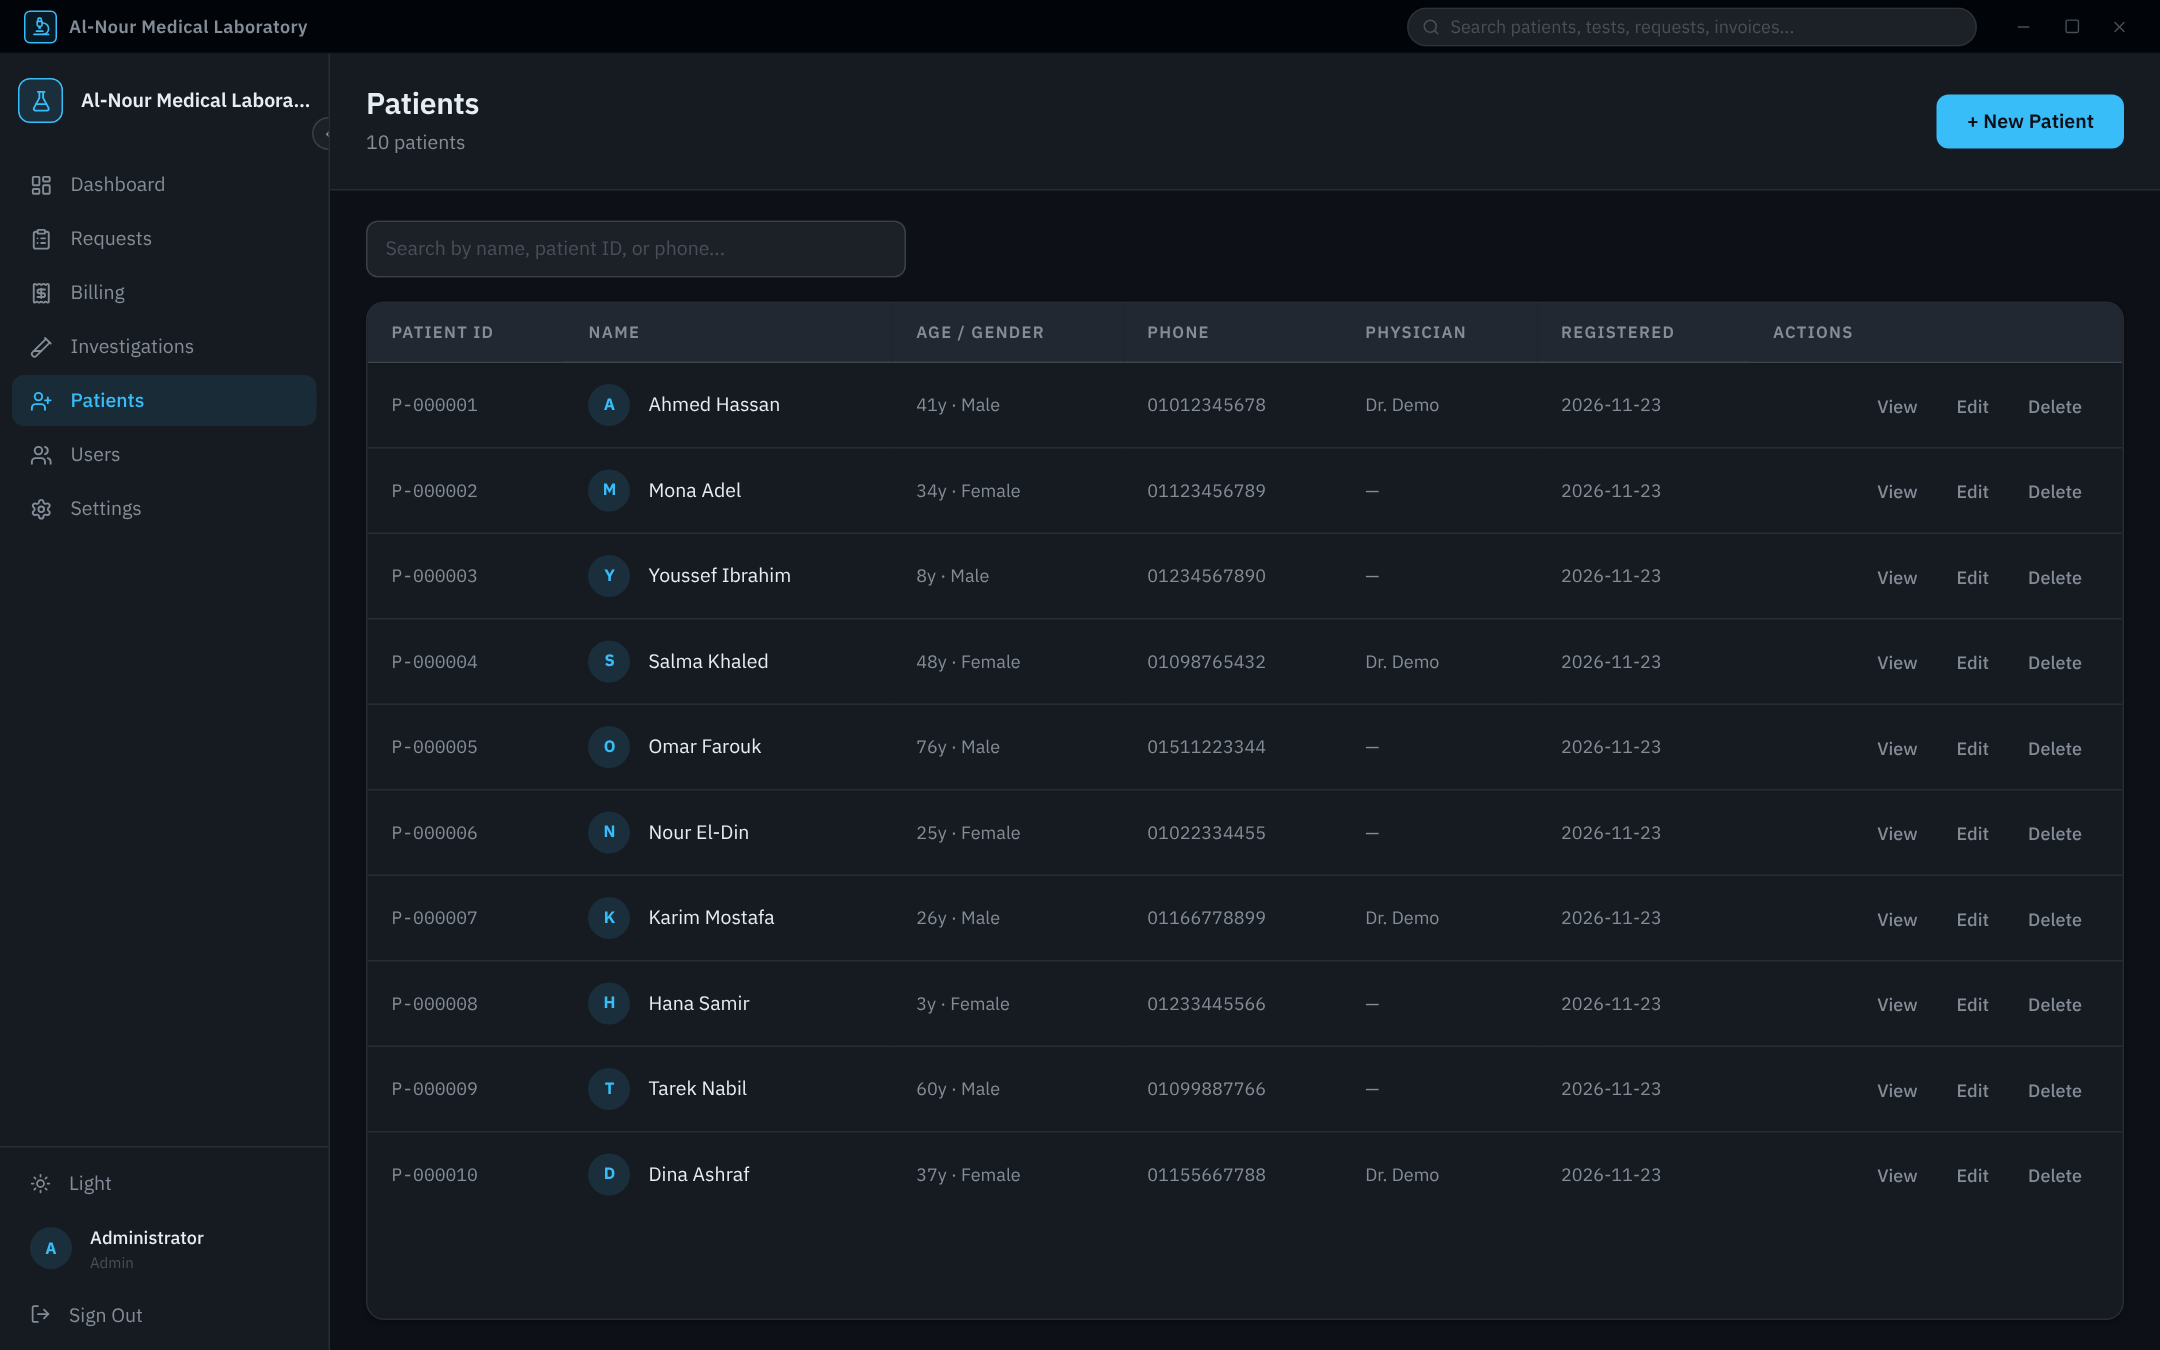 Al-Nour Medical Laboratory
Search patients, tests, requests, invoices...
Al-Nour Medical Labora...
Dashboard
Requests
Billing
Investigations
Patients
Users
Settings
Light
A
Administrator
Admin
Sign Out
Patients
10 patients
+ New Patient
Search by name, patient ID, or phone...
PATIENT ID NAME AGE / GENDER PHONE PHYSICIAN REGISTERED ACTIONS
P-000001 A Ahmed Hassan 41y · Male 01012345678 Dr. Demo 2026-11-23 View Edit Delete
P-000002 M Mona Adel 34y · Female 01123456789 — 2026-11-23 View Edit Delete
P-000003 Y Youssef Ibrahim 8y · Male 01234567890 — 2026-11-23 View Edit Delete
P-000004 S Salma Khaled 48y · Female 01098765432 Dr. Demo 2026-11-23 View Edit Delete
P-000005 O Omar Farouk 76y · Male 01511223344 — 2026-11-23 View Edit Delete
P-000006 N Nour El-Din 25y · Female 01022334455 — 2026-11-23 View Edit Delete
P-000007 K Karim Mostafa 26y · Male 01166778899 Dr. Demo 2026-11-23 View Edit Delete
P-000008 H Hana Samir 3y · Female 01233445566 — 2026-11-23 View Edit Delete
P-000009 T Tarek Nabil 60y · Male 01099887766 — 2026-11-23 View Edit Delete
P-000010 D Dina Ashraf 37y · Female 01155667788 Dr. Demo 2026-11-23 View Edit Delete